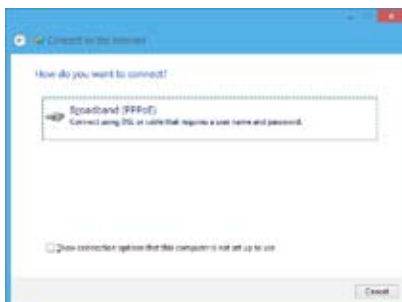 Connect to the Internet
How do you want to connect?
Broadband (PPPoE)
Connect using DSL or cable that requires a user name and password.
Show connection options that this computer is not set up to use
Cancel